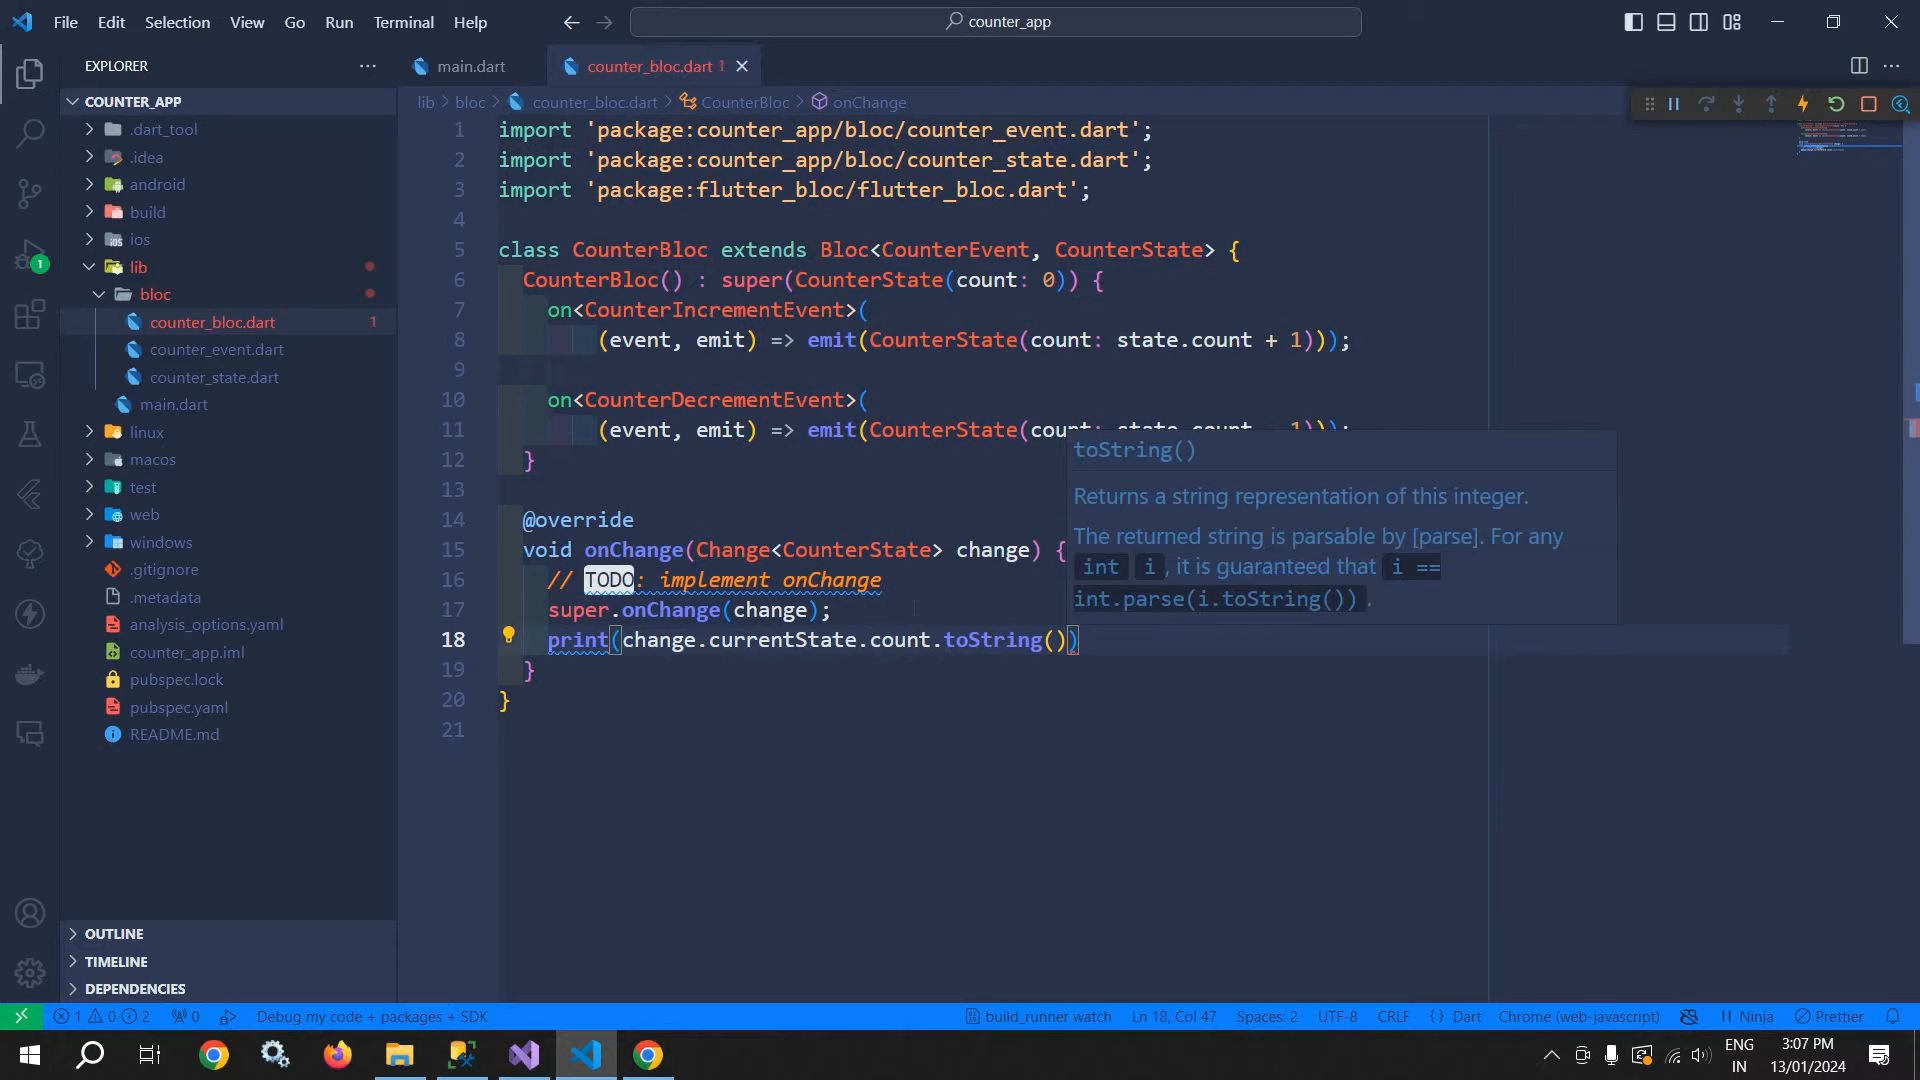 File Edit Selection View Go Run Terminal Help
counter_app
EXPLORER
COUNTER_APP
.dart_tool
.idea
android
build
ios
lib
bloc
counter_bloc.dart 1
counter_event.dart
counter_state.dart
main.dart
linux
macos
test
web
windows
.gitignore
.metadata
analysis_options.yaml
counter_app.iml
pubspec.lock
pubspec.yaml
README.md
OUTLINE
TIMELINE
DEPENDENCIES
main.dart
counter_bloc.dart 1
lib > bloc > counter_bloc.dart > CounterBloc > onChange
1 import 'package:counter_app/bloc/counter_event.dart';
2 import 'package:counter_app/bloc/counter_state.dart';
3 import 'package:flutter_bloc/flutter_bloc.dart';
4
5 class CounterBloc extends Bloc<CounterEvent, CounterState> {
6 CounterBloc() : super(CounterState(count: 0)) {
7 on<CounterIncrementEvent>(
8 (event, emit) => emit(CounterState(count: state.count + 1)));
9
10 on<CounterDecrementEvent>(
11 (event, emit) => emit(CounterState(count: state.count - 1)));
12 }
13
14 @override
15 void onChange(Change<CounterState> change) {
16 // TODO: implement onChange
17 super.onChange(change);
18 print(change.currentState.count.toString())
19 }
20 }
21
toString()
Returns a string representation of this integer.
The returned string is parsable by [parse]. For any
int i , it is guaranteed that i ==
int.parse(i.toString()) .
1
1 0 2 0 Debug my code + packages + SDK
build_runner watch Ln 18, Col 47 Spaces: 2 UTF-8 CRLF {} Dart Chrome (web-javascript) Ninja Prettier
ENG
IN
3:07 PM
13/01/2024